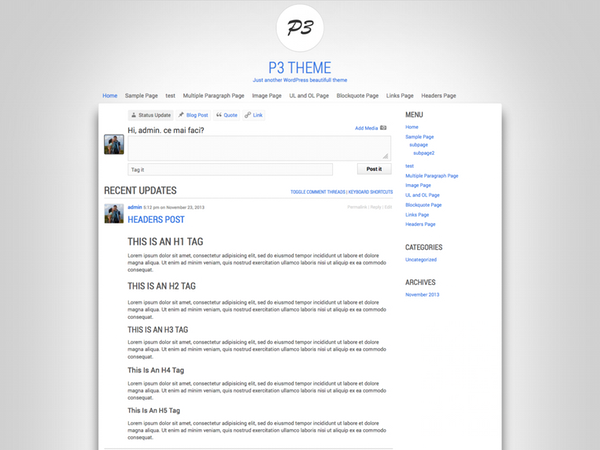 P3
P3 THEME
Just another WordPress beautifull theme
Home Sample Page test Multiple Paragraph Page Image Page UL and OL Page Blockquote Page Links Page Headers Page
Status Update Blog Post Quote Link
Hi, admin. ce mai faci?
Add Media
Tag it
Post it
RECENT UPDATES
TOGGLE COMMENT THREADS | KEYBOARD SHORTCUTS
admin 5:12 pm on November 23, 2013
Permalink | Reply | Edit
HEADERS POST
THIS IS AN H1 TAG
Lorem ipsum dolor sit amet, consectetur adipisicing elit, sed do eiusmod tempor incididunt ut labore et dolore
magna aliqua. Ut enim ad minim veniam, quis nostrud exercitation ullamco laboris nisi ut aliquip ex ea commodo
consequat.
THIS IS AN H2 TAG
Lorem ipsum dolor sit amet, consectetur adipisicing elit, sed do eiusmod tempor incididunt ut labore et dolore
magna aliqua. Ut enim ad minim veniam, quis nostrud exercitation ullamco laboris nisi ut aliquip ex ea commodo
consequat.
THIS IS AN H3 TAG
Lorem ipsum dolor sit amet, consectetur adipisicing elit, sed do eiusmod tempor incididunt ut labore et dolore
magna aliqua. Ut enim ad minim veniam, quis nostrud exercitation ullamco laboris nisi ut aliquip ex ea commodo
consequat.
This Is An H4 Tag
Lorem ipsum dolor sit amet, consectetur adipisicing elit, sed do eiusmod tempor incididunt ut labore et dolore
magna aliqua. Ut enim ad minim veniam, quis nostrud exercitation ullamco laboris nisi ut aliquip ex ea commodo
consequat.
This Is An H5 Tag
Lorem ipsum dolor sit amet, consectetur adipisicing elit, sed do eiusmod tempor incididunt ut labore et dolore
magna aliqua. Ut enim ad minim veniam, quis nostrud exercitation ullamco laboris nisi ut aliquip ex ea commodo
consequat.
MENU
Home
Sample Page
subpage
subpage2
test
Multiple Paragraph Page
Image Page
UL and OL Page
Blockquote Page
Links Page
Headers Page
CATEGORIES
Uncategorized
ARCHIVES
November 2013